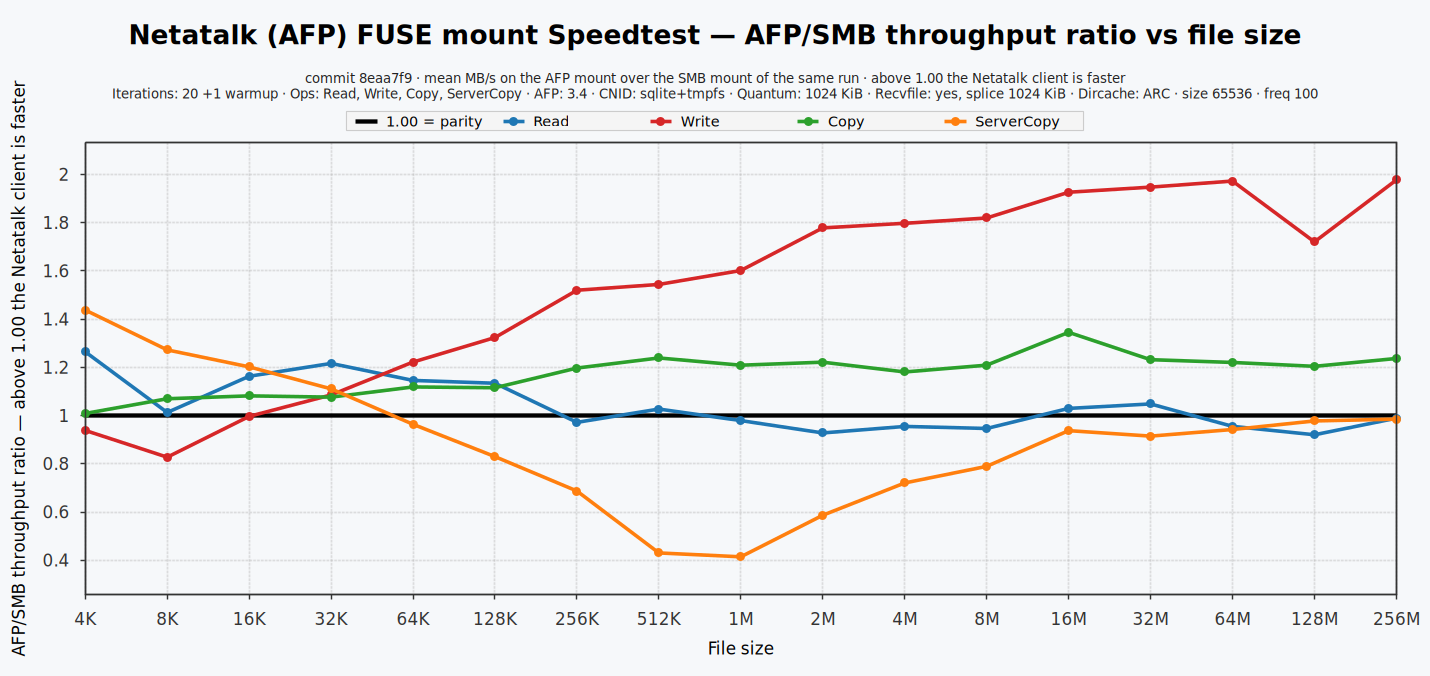 Netatalk (AFP) FUSE mount Speedtest — AFP/SMB throughput ratio vs file size
commit 8eaa7f9 · mean MB/s on the AFP mount over the SMB mount of the same run · above 1.00 the Netatalk client is faster
Iterations: 20 +1 warmup · Ops: Read, Write, Copy, ServerCopy · AFP: 3.4 · CNID: sqlite+tmpfs · Quantum: 1024 KiB · Recvfile: yes, splice 1024 KiB · Dircache: ARC · size 65536 · freq 100
1.00 = parity Read Write Copy ServerCopy
AFP/SMB throughput ratio — above 1.00 the Netatalk client is faster
2
1.8
1.6
1.4
1.2
1
0.8
0.6
0.4
4K 8K 16K 32K 64K 128K 256K 512K 1M 2M 4M 8M 16M 32M 64M 128M 256M
File size